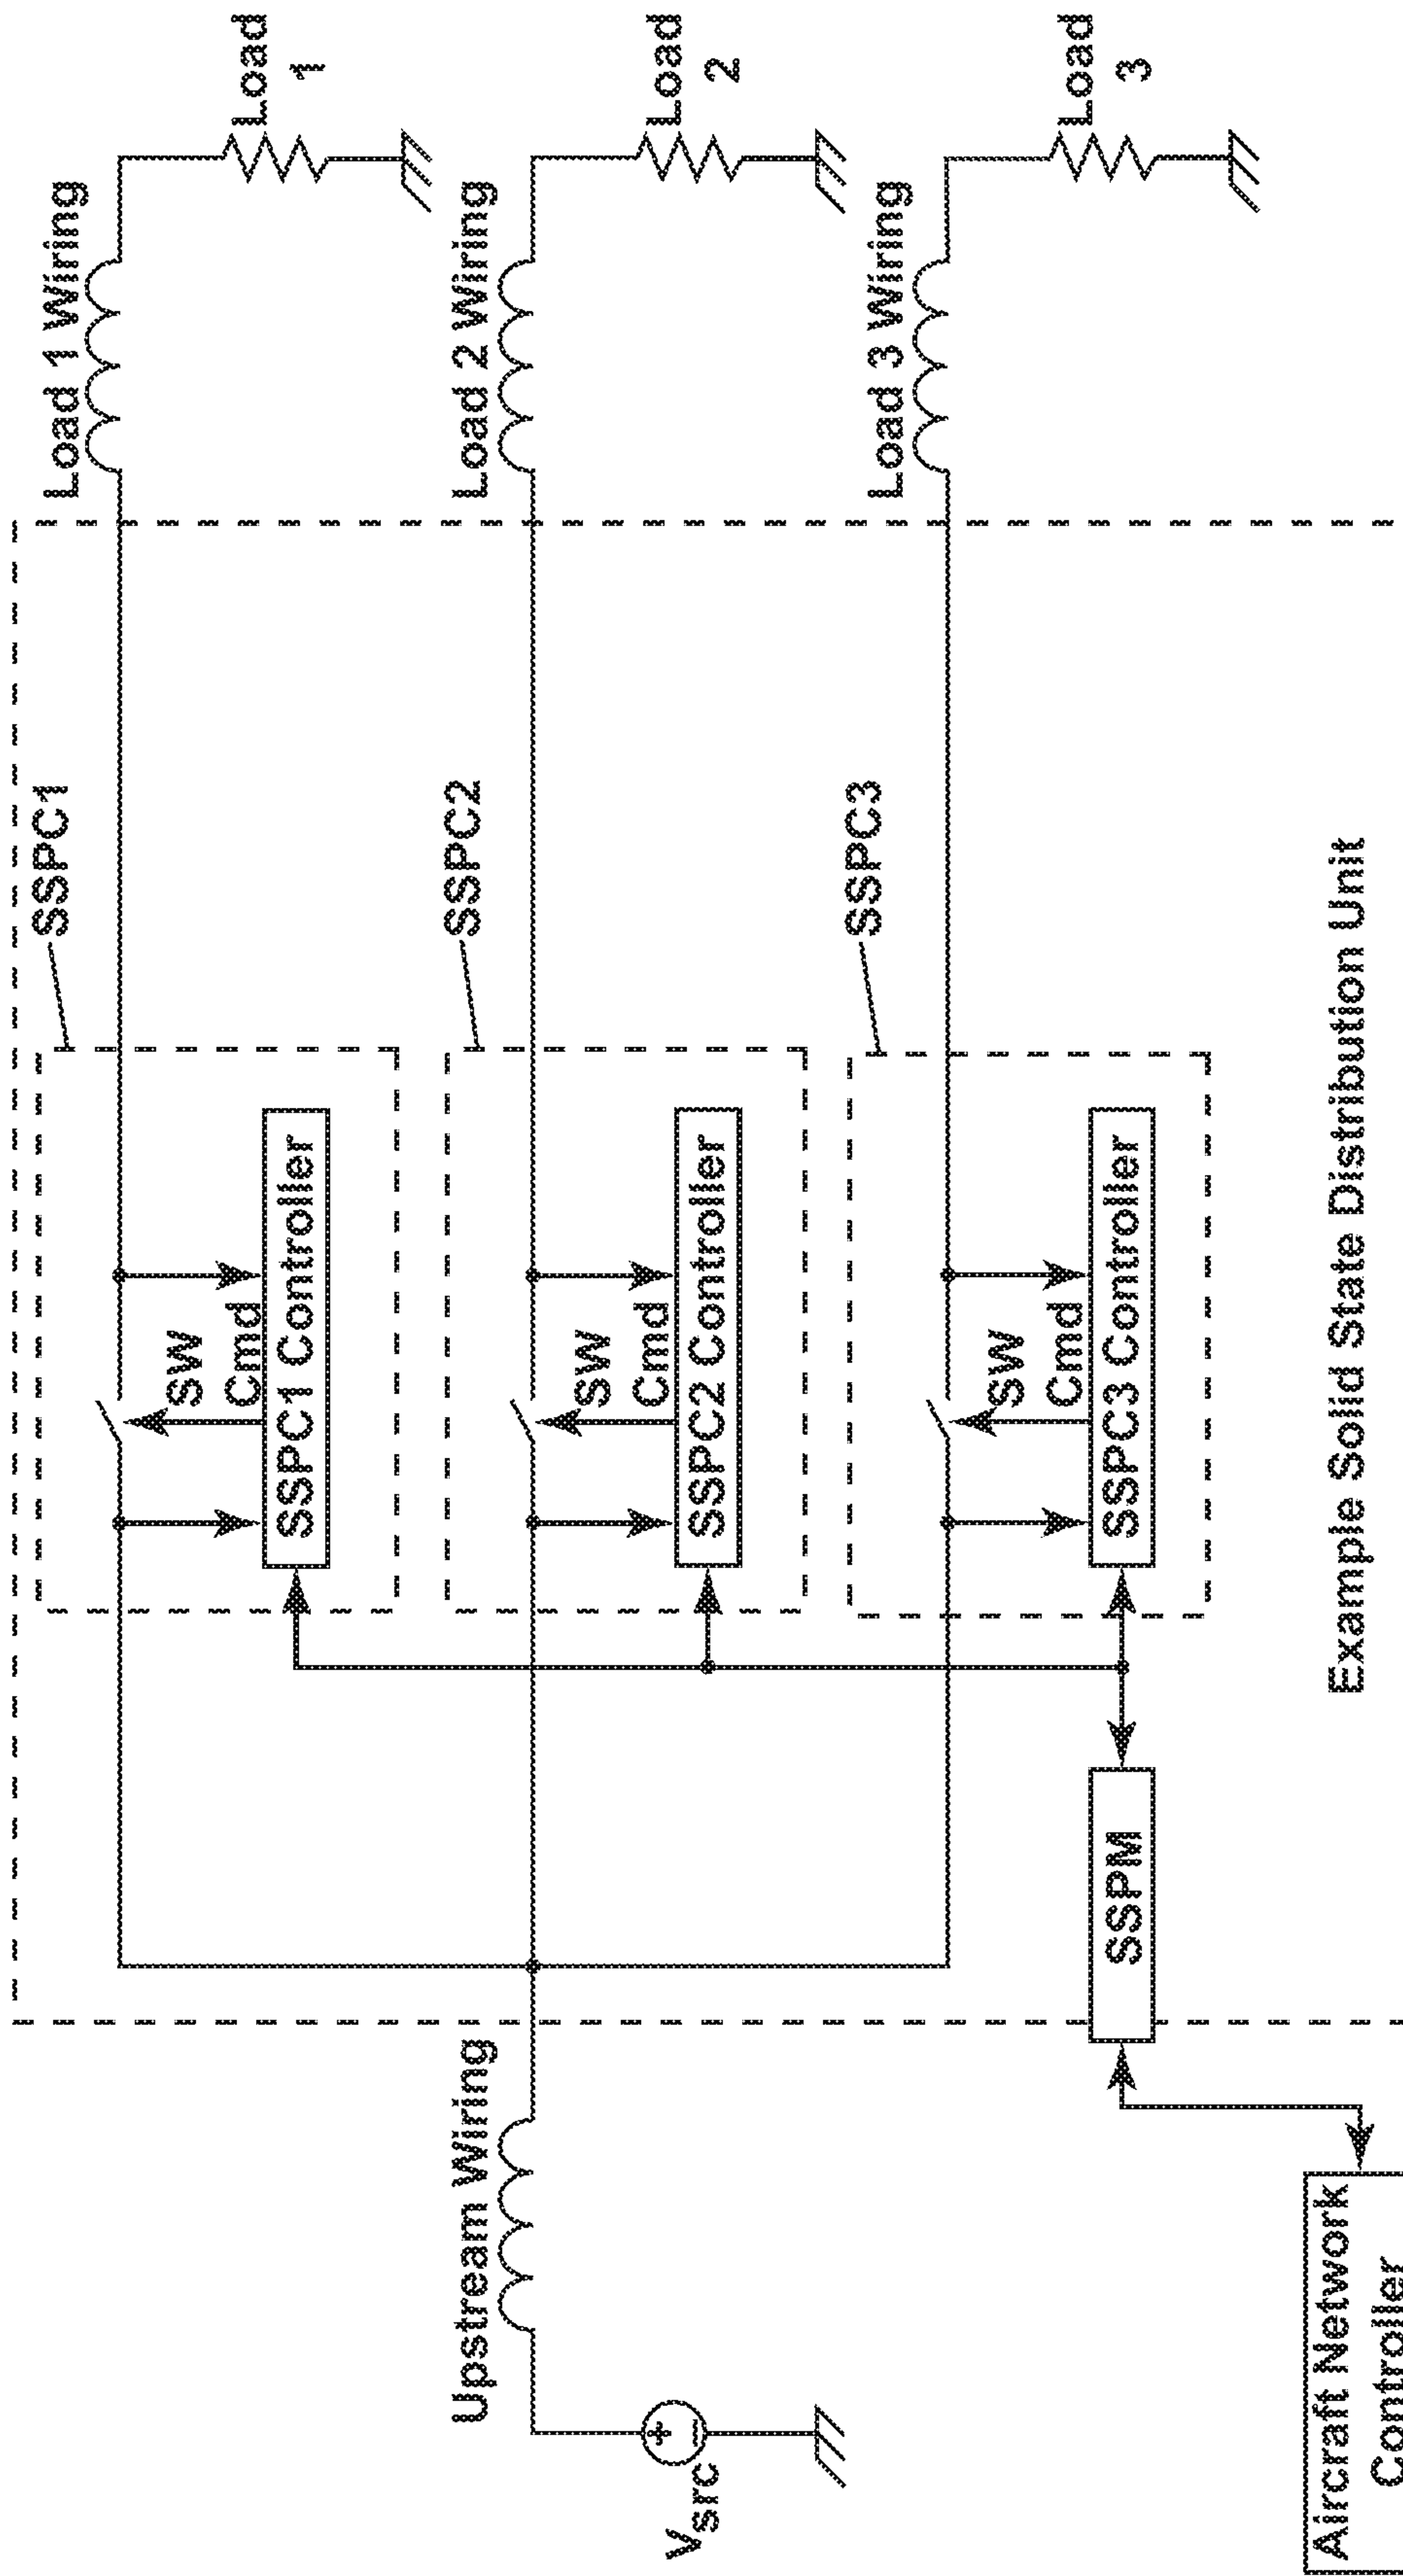 Load 1 Wiring
Load
1
SSPC1
SW
Cmd
SSPC1 Controller
Upstream Wiring
Load 2 Wiring
Load
2
SSPC2
SW
Cmd
SSPC2 Controller
Vsrc
Load 3 Wiring
Load
3
SSPC3
SW
Cmd
SSPC3 Controller
SSPM
Aircraft Network
Controller
Example Solid State Distribution Unit